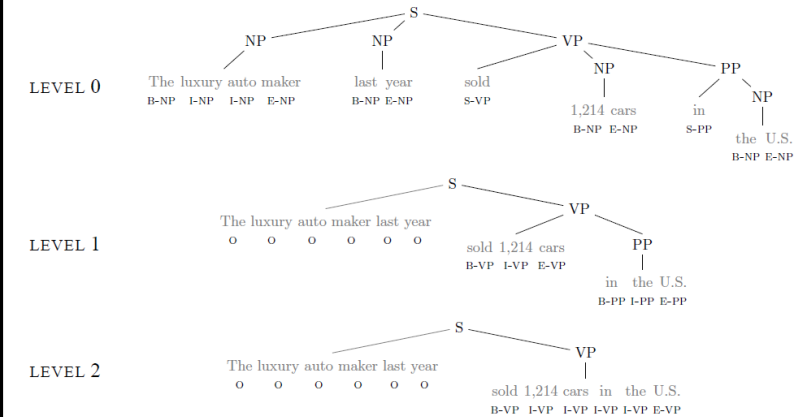 S
NP NP VP
LEVEL 0 The luxury auto maker last year sold NP PP
B-NP I-NP I-NP E-NP B-NP E-NP S-VP
1,214 cars in NP
B-NP E-NP S-PP
the U.S.
B-NP E-NP
S
VP
The luxury auto maker last year
LEVEL 1 O O O O O O sold 1,214 cars PP
B-VP I-VP E-VP
in the U.S.
B-PP I-PP E-PP
S
VP
The luxury auto maker last year
LEVEL 2 O O O O O O
sold 1,214 cars in the U.S.
B-VP I-VP I-VP I-VP I-VP E-VP